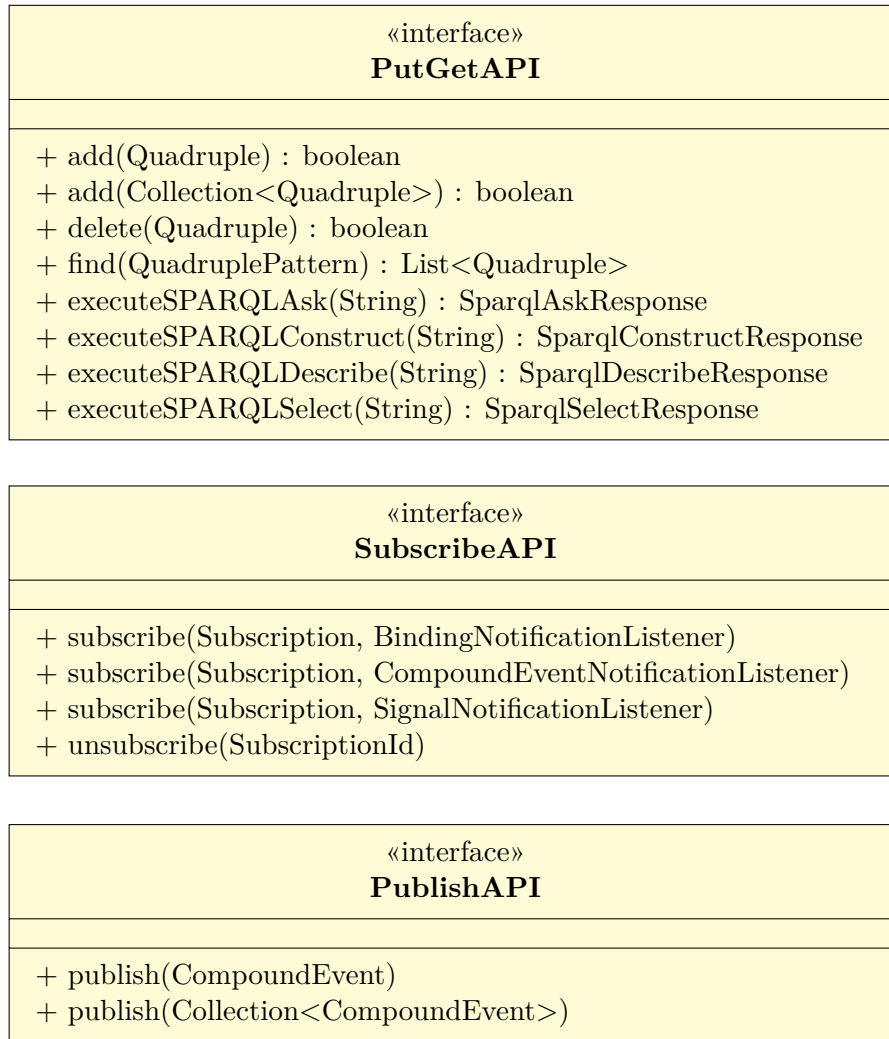 «interface»
PutGetAPI
+ add(Quadruple) : boolean
+ add(Collection<Quadruple>) : boolean
+ delete(Quadruple) : boolean
+ find(QuadruplePattern) : List<Quadruple>
+ executeSPARQLAsk(String) : SparqlAskResponse
+ executeSPARQLConstruct(String) : SparqlConstructResponse
+ executeSPARQLDescribe(String) : SparqlDescribeResponse
+ executeSPARQLSelect(String) : SparqlSelectResponse
«interface»
SubscribeAPI
+ subscribe(Subscription, BindingNotificationListener)
+ subscribe(Subscription, CompoundEventNotificationListener)
+ subscribe(Subscription, SignalNotificationListener)
+ unsubscribe(SubscriptionId)
«interface»
PublishAPI
+ publish(CompoundEvent)
+ publish(Collection<CompoundEvent>)